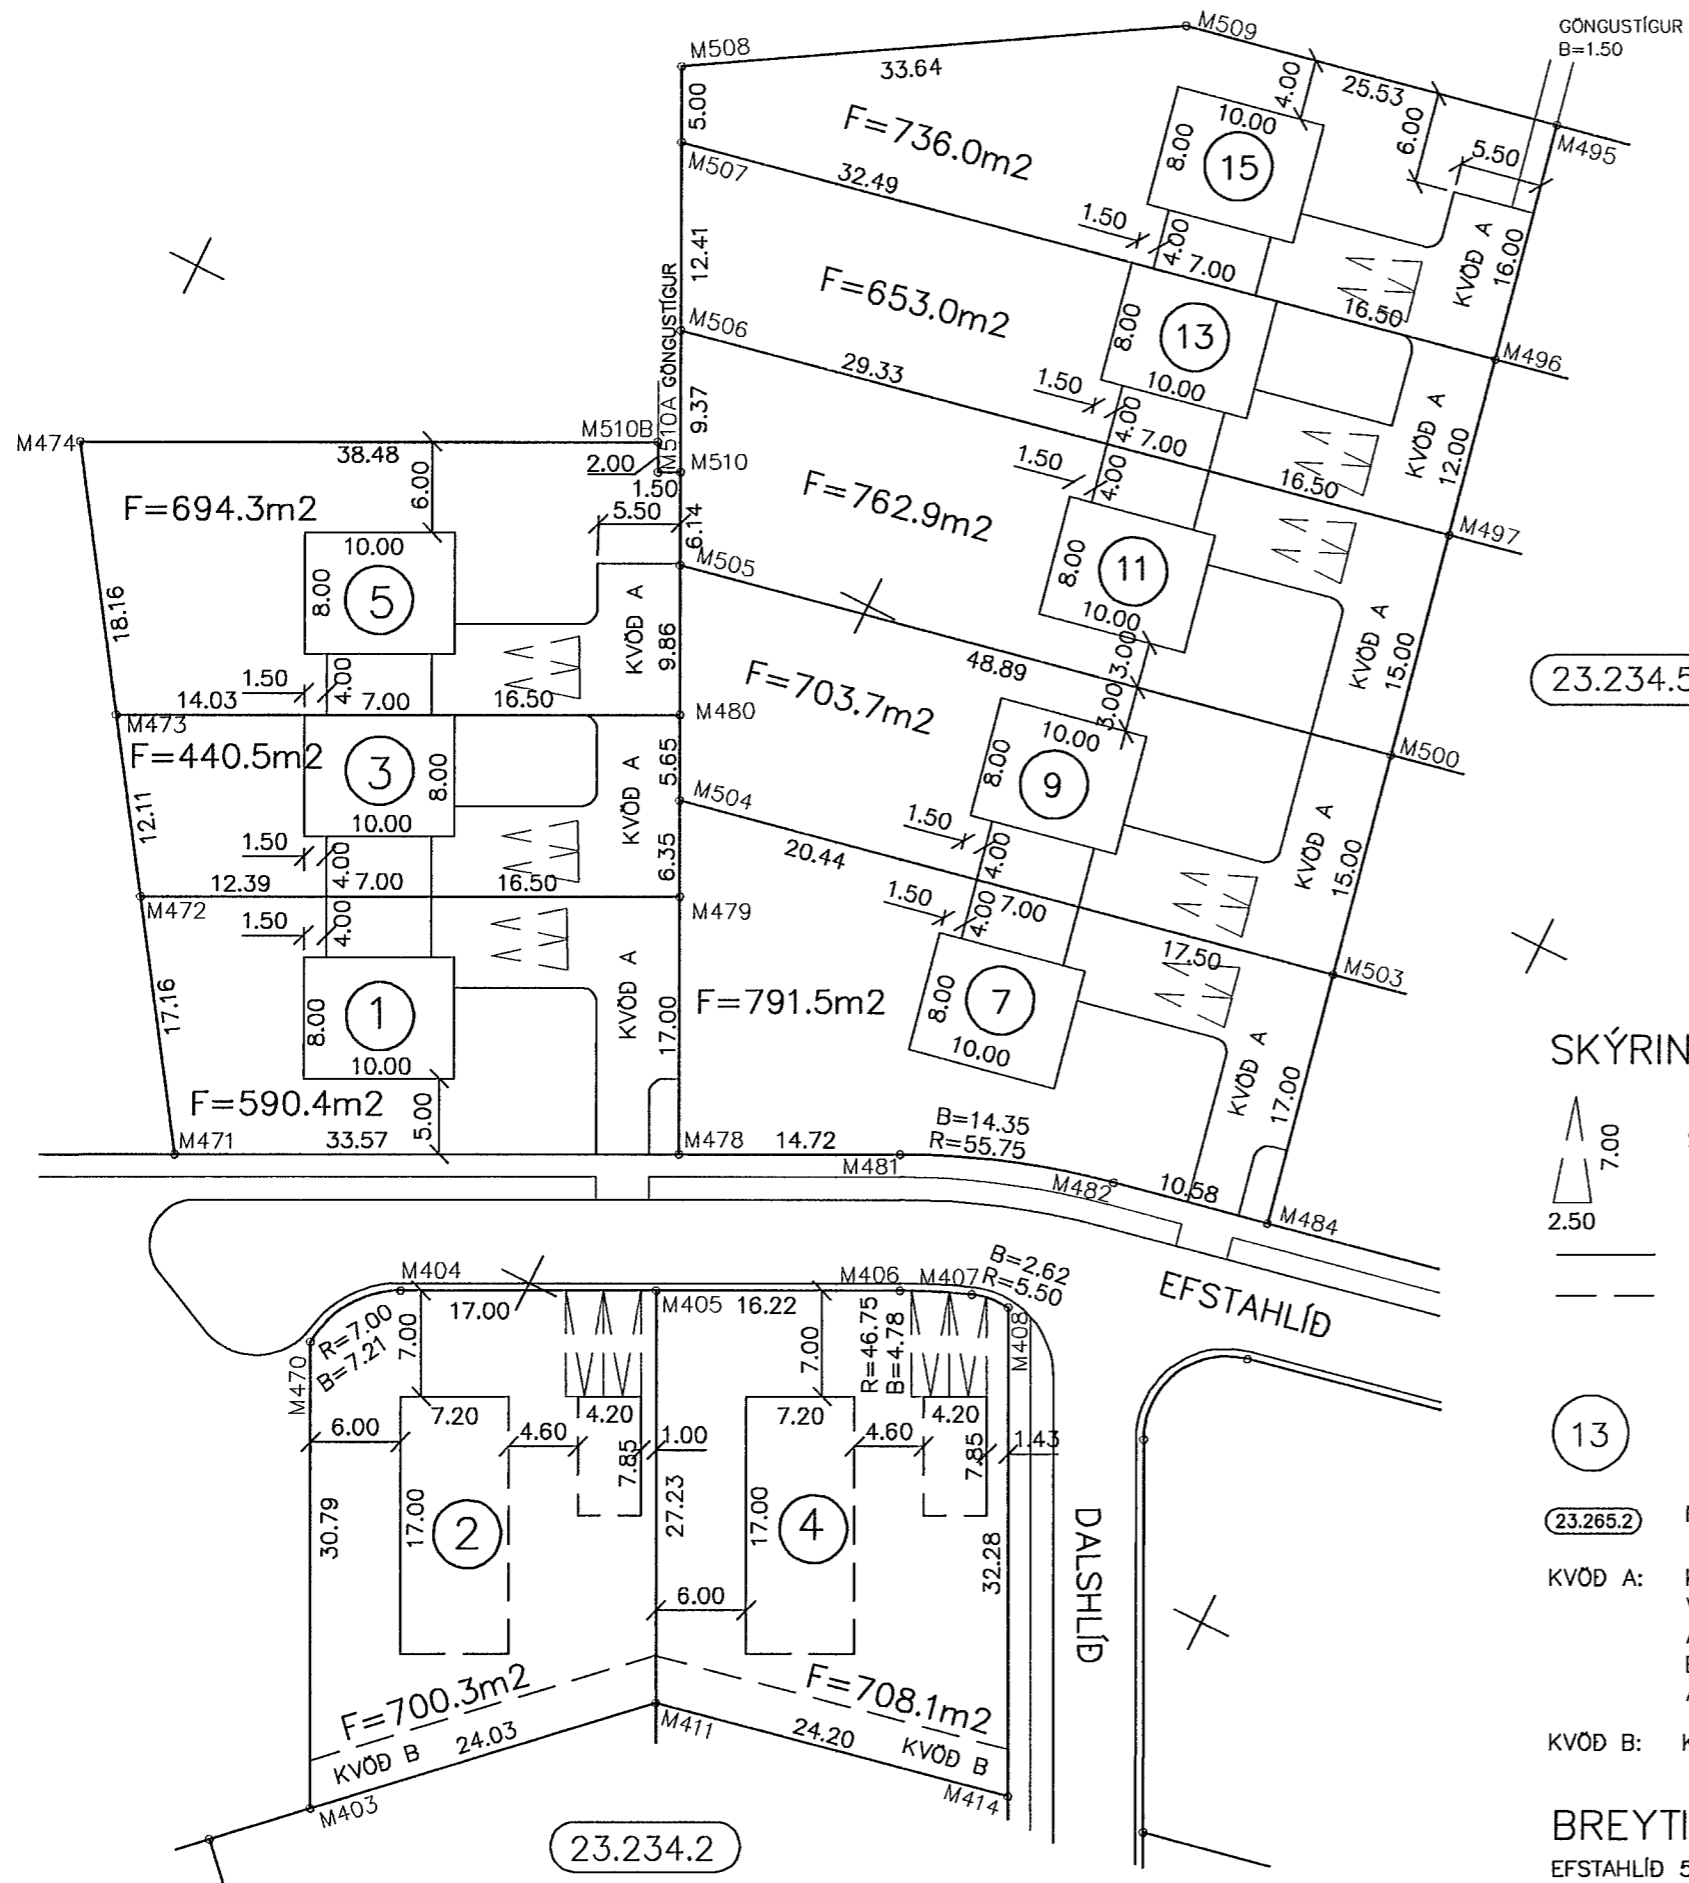 GÖNGUSTÍGUR
B=1.50
M508
33.64
M509
25.53
4.00
6.00
5.50
M495
5.00
F=736.0m2
10.00
8.00
15
M507
32.49
1.50
4.00
7.00
KVÖÐ A
16.00
16.50
M496
12.41
F=653.0m2
8.00
13
10.00
M506
GÖNGUSTÍGUR
29.33
1.50
4.00
7.00
KVÖÐ A
12.00
16.50
M497
9.37
M510A
M510B
M510
2.00
1.50
M474
38.48
6.00
F=694.3m2
5.50
6.14
10.00
8.00
5
F=762.9m2
1.50
4.00
8.00
11
10.00
M505
48.89
3.00
3.00
KVÖÐ A
15.00
M500
23.234.5
18.16
KVÖÐ A
9.86
1.50
4.00
14.03
7.00
16.50
M473
M480
F=440.5m2
3
8.00
10.00
KVÖÐ A
5.65
M504
F=703.7m2
10.00
8.00
9
20.44
1.50
4.00
KVÖÐ A
15.00
12.11
1.50
4.00
6.35
12.39
7.00
16.50
M472
M479
1.50
4.00
7.00
17.50
M503
1.50
4.00
KVÖÐ A
17.16
8.00
1
10.00
17.00
F=791.5m2
8.00
7
10.00
KVÖÐ A
17.00
F=590.4m2
5.00
M471
33.57
M478
14.72
B=14.35
R=55.75
M481
M482
10.58
M484
SKÝRIN
7.00
2.50
EFSTAHLÍÐ
M404
17.00
M405
16.22
M406
M407
B=2.62
R=5.50
M408
M470
R=7.00
B=7.21
7.00
7.00
R=46.75
B=4.78
6.00
7.20
4.60
4.20
7.85
1.00
7.20
4.60
4.20
7.85
1.43
30.79
17.00
2
27.23
17.00
4
32.28
6.00
DALSHLÍÐ
F=700.3m2
F=708.1m2
KVÖÐ B
24.03
M411
24.20
KVÖÐ B
M403
M414
23.234.2
13
23.265.2
KVÖÐ A:
KVÖÐ B: K
BREYTI
EFSTAHLÍÐ 5